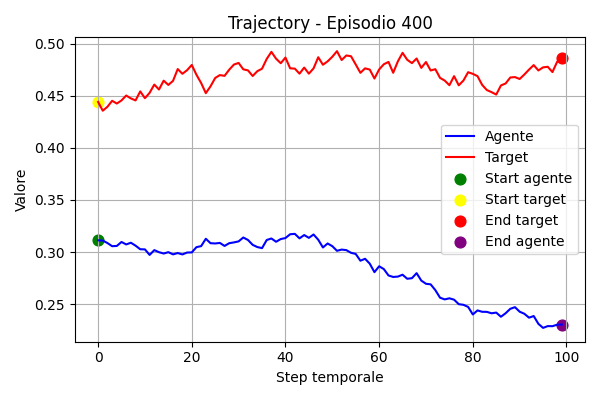 Trajectory - Episodio 400
Valore
0.50
0.45
0.40
0.35
0.30
0.25
Agente
Target
Start agente
Start target
End target
End agente
0 20 40 60 80 100
Step temporale